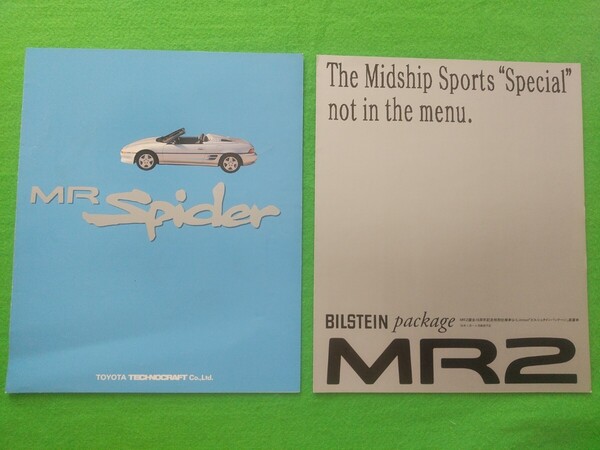 MR Spider
TOYOTA TECHNOCRAFT Co., Ltd.
The Midship Sports “Special”
not in the menu.
BILSTEIN package
MR2